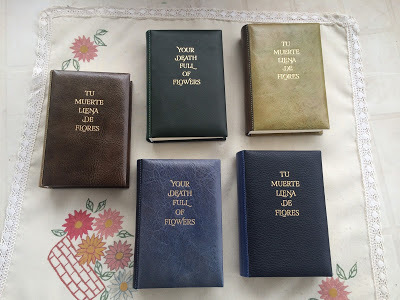 TU
MUERTE
LLENA
DE
FLORES
YOUR
DEATH
FULL
OF
FLOWERS
TU
MUERTE
LLENA
DE
FLORES
YOUR
DEATH
FULL
OF
FLOWERS
TU
MUERTE
LLENA
DE
FLORES